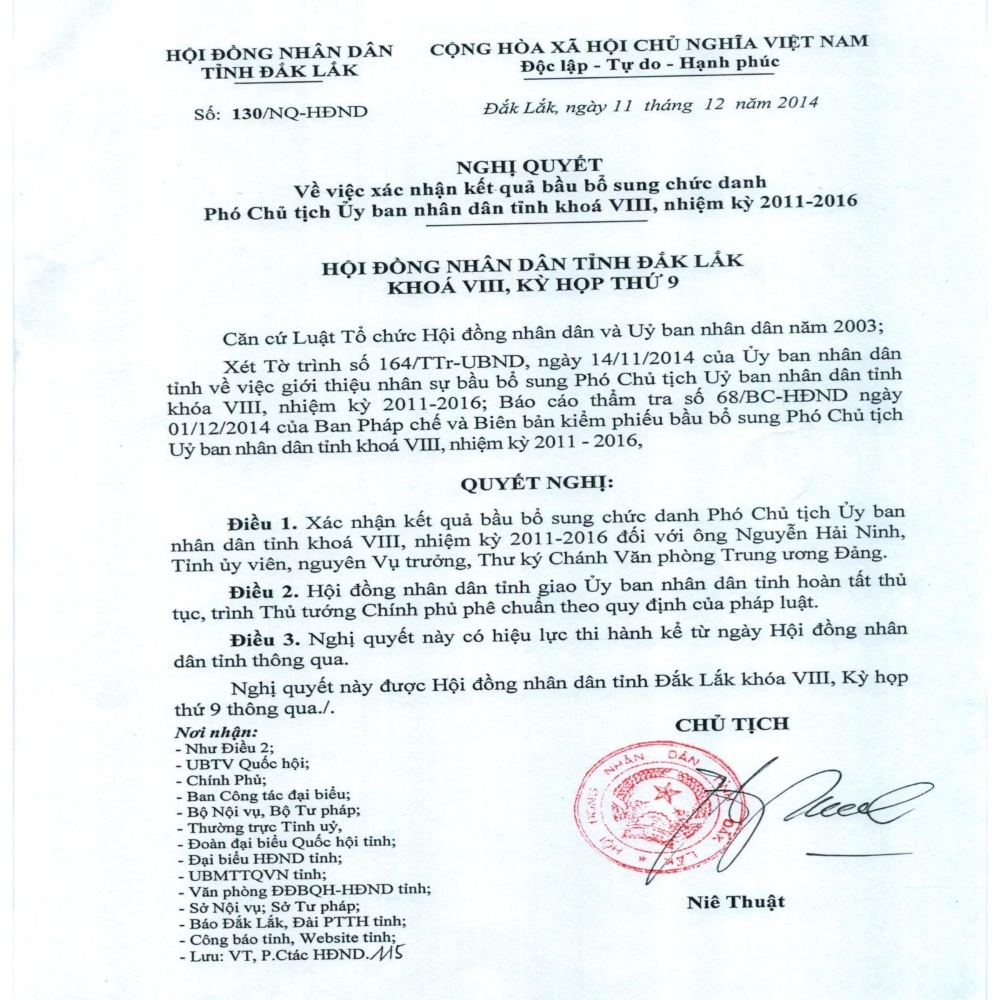 HỘI ĐỒNG NHÂN DÂN
TỈNH ĐẮK LẮK
CỘNG HÒA XÃ HỘI CHỦ NGHĨA VIỆT NAM
Độc lập - Tự do - Hạnh phúc
Số: 130/NQ-HĐND
Đắk Lắk, ngày 11 tháng 12 năm 2014
NGHỊ QUYẾT
Về việc xác nhận kết quả bầu bổ sung chức danh
Phó Chủ tịch Ủy ban nhân dân tỉnh khoá VIII, nhiệm kỳ 2011-2016
HỘI ĐỒNG NHÂN DÂN TỈNH ĐẮK LẮK
KHOÁ VIII, KỲ HỌP THỨ 9
Căn cứ Luật Tổ chức Hội đồng nhân dân và Uỷ ban nhân dân năm 2003;
Xét Tờ trình số 164/TTr-UBND, ngày 14/11/2014 của Ủy ban nhân dân
tỉnh về việc giới thiệu nhân sự bầu bổ sung Phó Chủ tịch Uỷ ban nhân dân tỉnh
khóa VIII, nhiệm kỳ 2011-2016; Báo cáo thẩm tra số 68/BC-HĐND ngày
01/12/2014 của Ban Pháp chế và Biên bản kiểm phiếu bầu bổ sung Phó Chủ tịch
Uỷ ban nhân dân tỉnh khoá VIII, nhiệm kỳ 2011 - 2016,
QUYẾT NGHỊ:
Điều 1. Xác nhận kết quả bầu bổ sung chức danh Phó Chủ tịch Ủy ban
nhân dân tỉnh khoá VIII, nhiệm kỳ 2011-2016 đối với ông Nguyễn Hải Ninh,
Tỉnh ủy viên, nguyên Vụ trưởng, Thư ký Chánh Văn phòng Trung ương Đảng.
Điều 2. Hội đồng nhân dân tỉnh giao Ủy ban nhân dân tỉnh hoàn tất thủ
tục, trình Thủ tướng Chính phủ phê chuẩn theo quy định của pháp luật.
Điều 3. Nghị quyết này có hiệu lực thi hành kể từ ngày Hội đồng nhân
dân tỉnh thông qua.
Nghị quyết này được Hội đồng nhân dân tỉnh Đắk Lắk khóa VIII, Kỳ họp
thứ 9 thông qua./.
Nơi nhận:
- Như Điều 2;
- UBTV Quốc hội;
- Chính Phủ;
- Ban Công tác đại biểu;
- Bộ Nội vụ, Bộ Tư pháp;
- Thường trực Tỉnh uỷ,
- Đoàn đại biểu Quốc hội tỉnh;
- Đại biểu HĐND tỉnh;
- UBMTTQVN tỉnh;
- Văn phòng ĐĐBQH-HĐND tỉnh;
- Sở Nội vụ; Sở Tư pháp;
- Báo Đắk Lắk, Đài PTTH tỉnh;
- Công báo tỉnh, Website tỉnh;
- Lưu: VT, P.Ctác HĐND. 115
CHỦ TỊCH
HỘI ĐỒNG NHÂN DÂN TỈNH ĐẮK LẮK
Niê Thuật